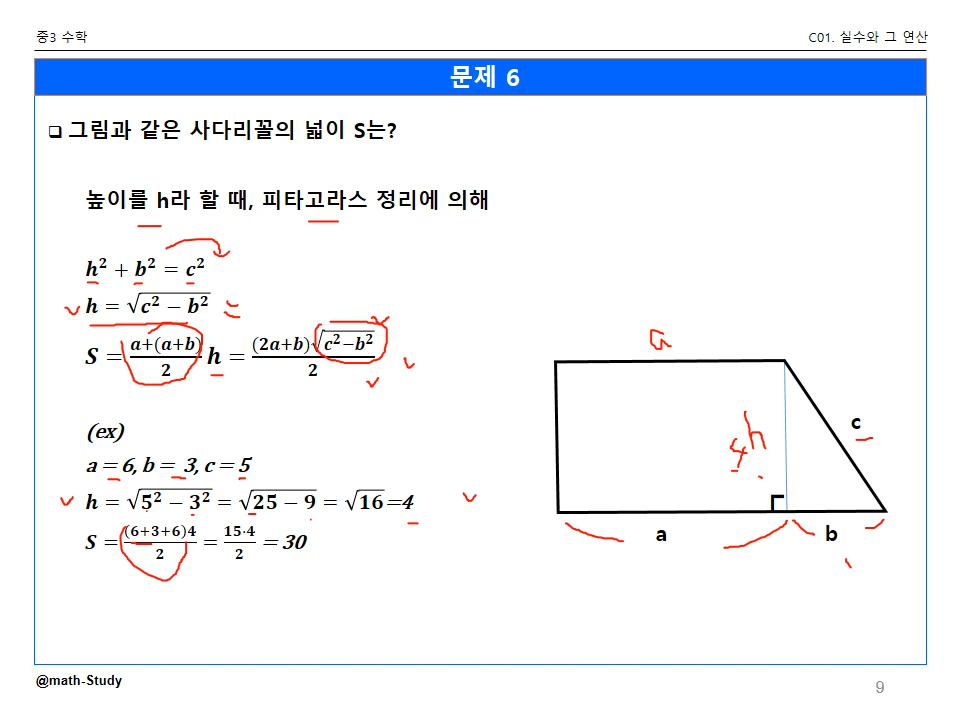 중3 수학
C01. 실수와 그 연산
문제 6
❑ 그림과 같은 사다리꼴의 넓이 S는?
높이를 h라 할 때, 피타고라스 정리에 의해
h² + b² = c²
h = √(c² − b²)
S = (a+(a+b))/2 h = ((2a+b)√(c²−b²))/2
(ex)
a = 6, b = 3, c = 5
h = √(5² − 3²) = √(25 − 9) = √16 =4
S = ((6+3+6)4)/2 = (15·4)/2 = 30
a
c
4 h
a
b
@math-Study
9